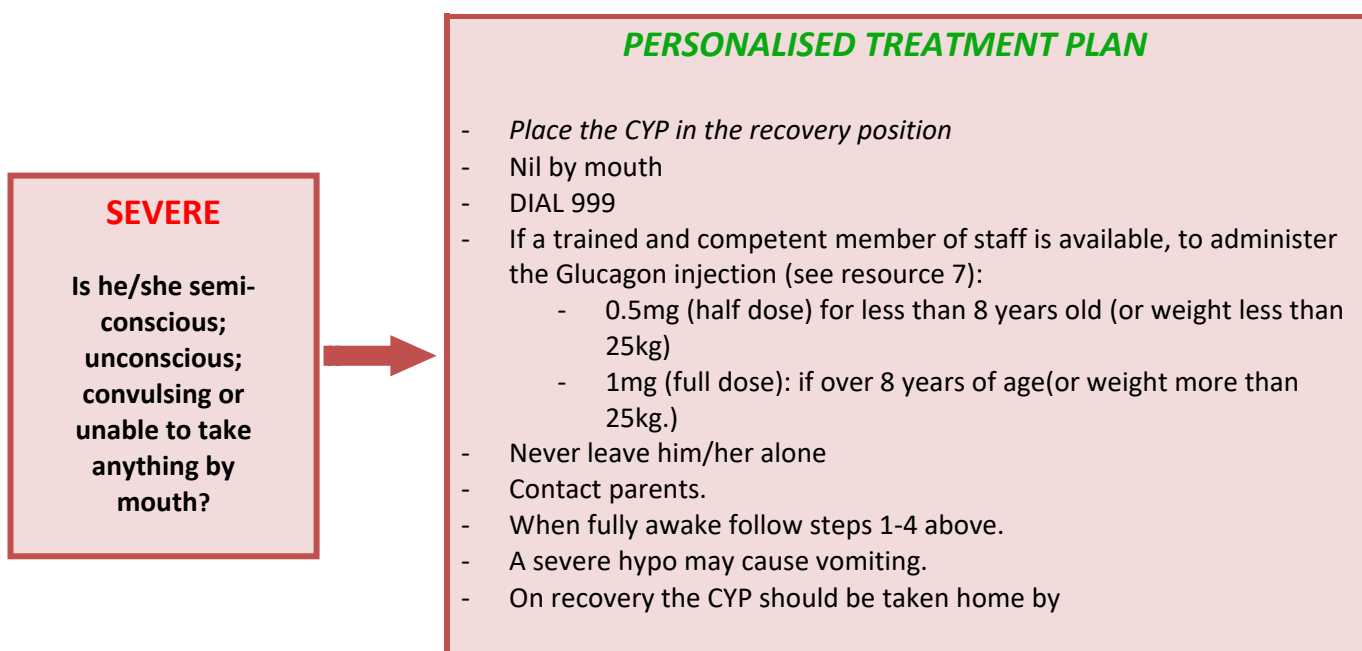 PERSONALISED TREATMENT PLAN
SEVERE
Is he/she semi-
conscious;
unconscious;
convulsing or
unable to take
anything by
mouth?
- Place the CYP in the recovery position
- Nil by mouth
- DIAL 999
- If a trained and competent member of staff is available, to administer
the Glucagon injection (see resource 7):
- 0.5mg (half dose) for less than 8 years old (or weight less than
25kg)
- 1mg (full dose): if over 8 years of age(or weight more than
25kg.)
- Never leave him/her alone
- Contact parents.
- When fully awake follow steps 1-4 above.
- A severe hypo may cause vomiting.
- On recovery the CYP should be taken home by